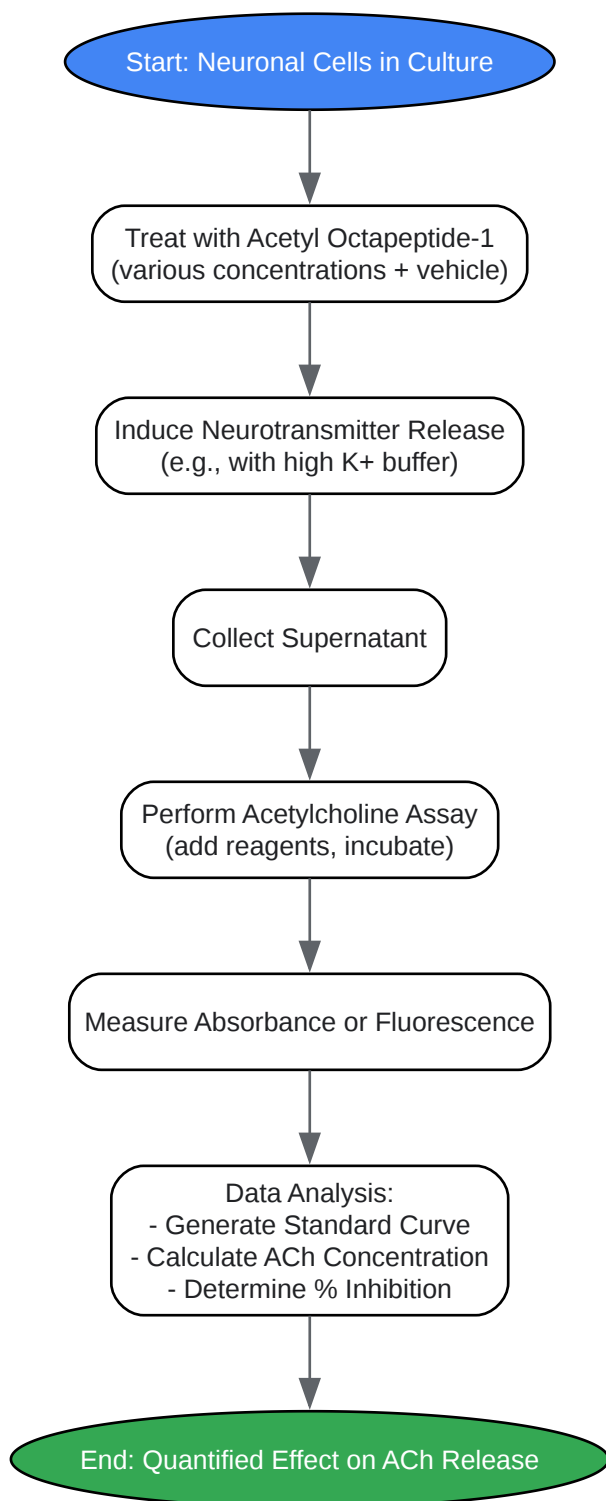 Start: Neuronal Cells in Culture
Treat with Acetyl Octapeptide-1
(various concentrations + vehicle)
Induce Neurotransmitter Release
(e.g., with high K+ buffer)
Collect Supernatant
Perform Acetylcholine Assay
(add reagents, incubate)
Measure Absorbance or Fluorescence
Data Analysis:
- Generate Standard Curve
- Calculate ACh Concentration
- Determine % Inhibition
End: Quantified Effect on ACh Release